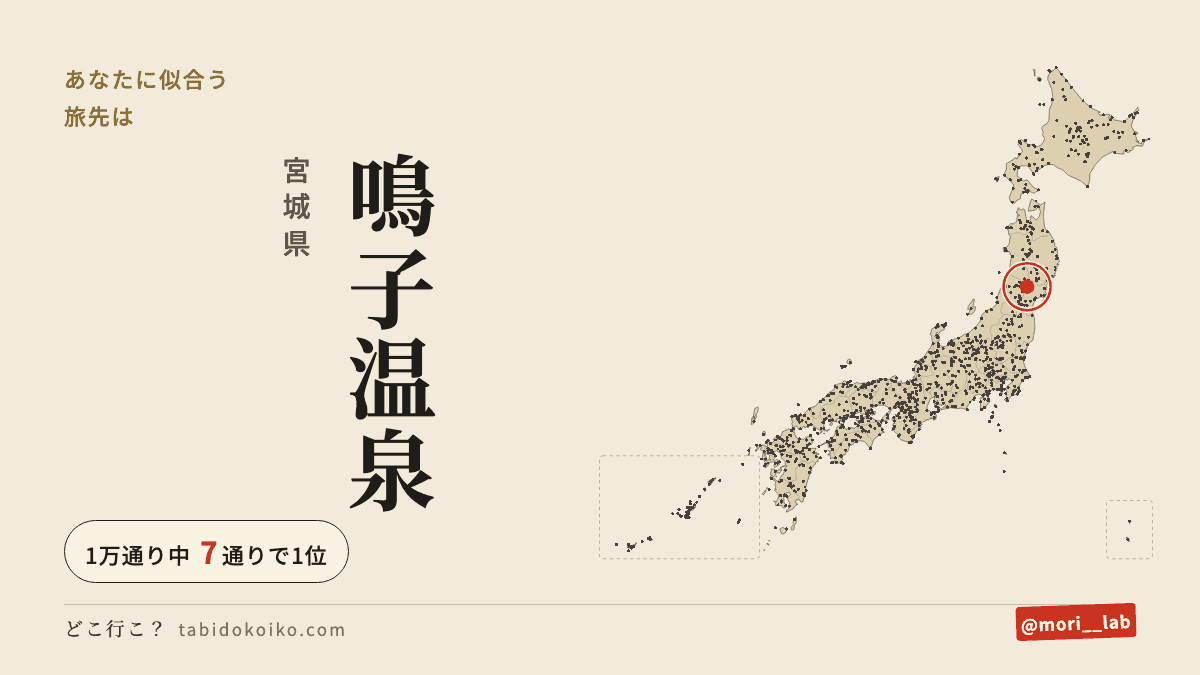 あなたに似合う
旅先は
宮城県
鳴子温泉
1万通り中 7通りで1位
どこ行こ? tabidokoiko.com
@mori__lab